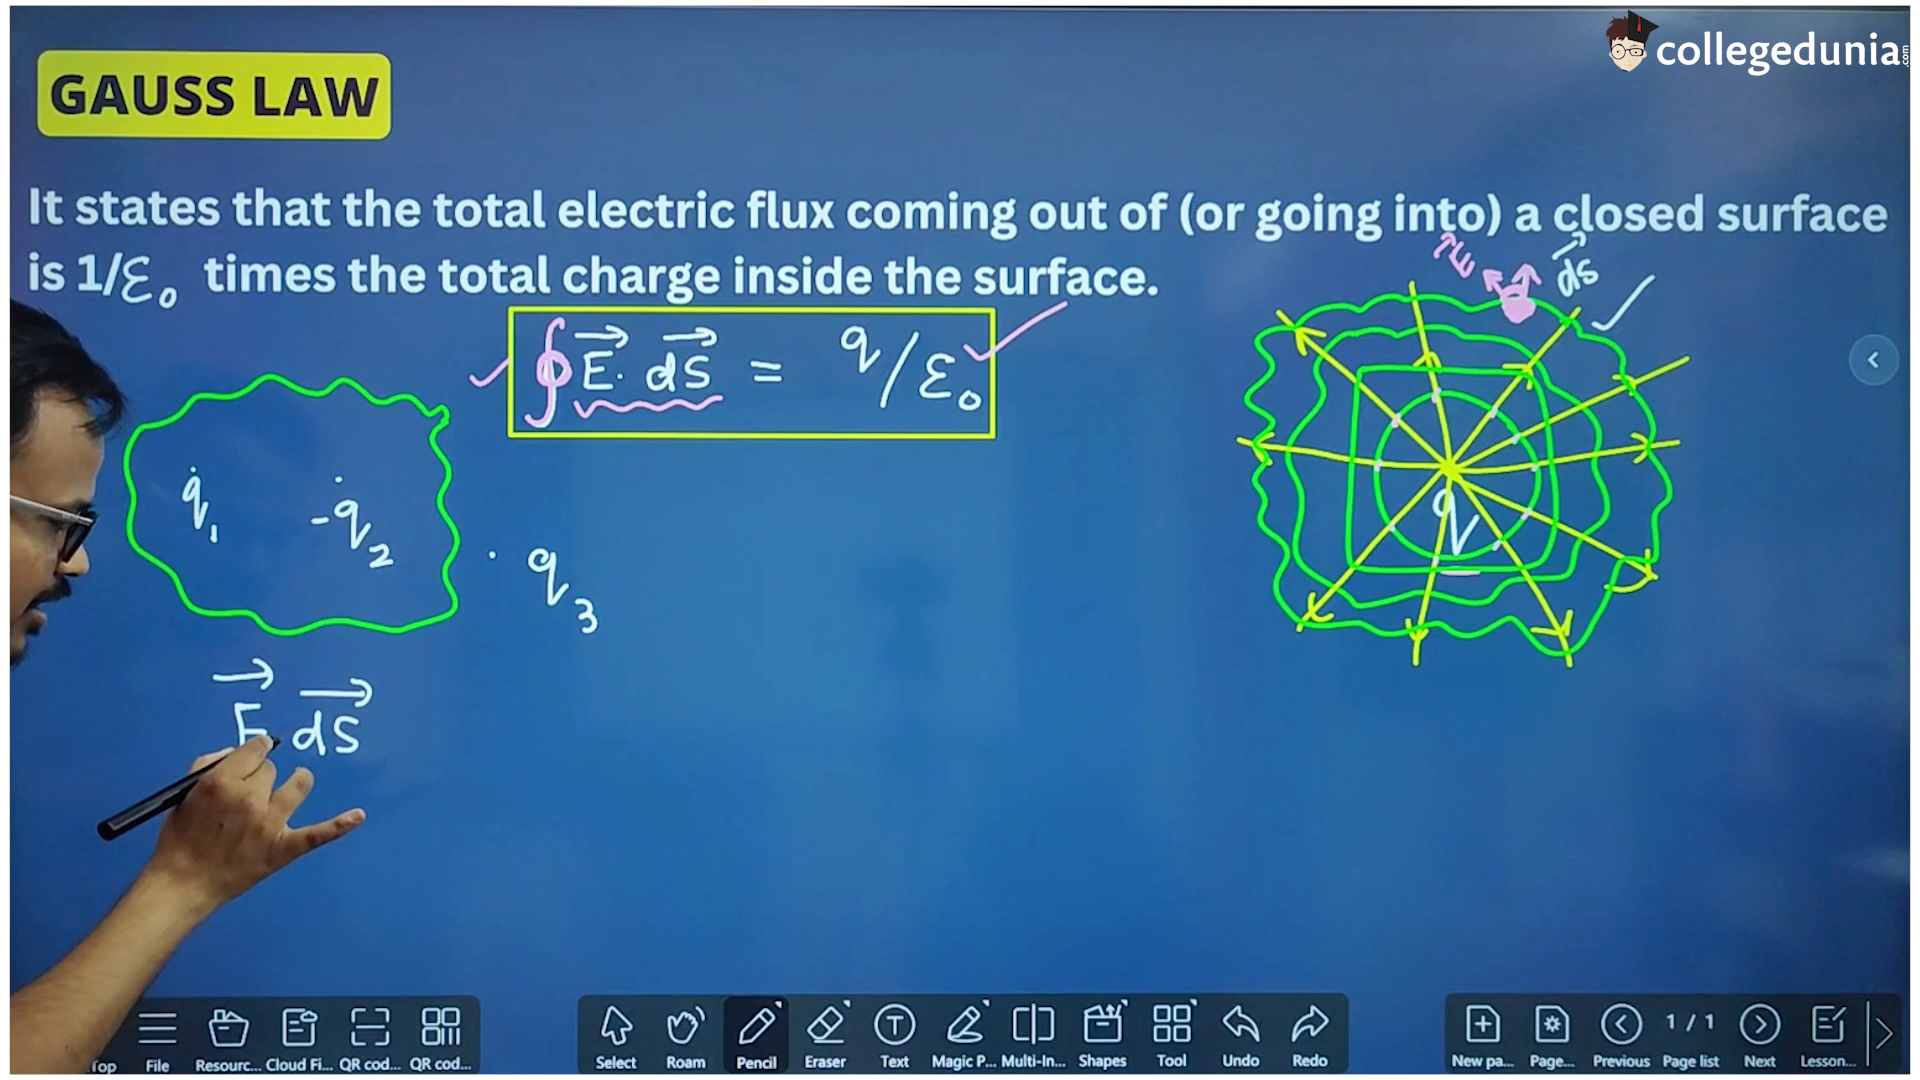 collegedunia
.com
GAUSS LAW
It states that the total electric flux coming out of (or going into) a closed surface
is 1/ε₀ times the total charge inside the surface.
∮ E⃗ · dS⃗ = q/ε₀
E⃗
dS⃗
q₁
-q₂
q₃
q
E⃗ dS⃗
Top
File
Resourc...
Cloud Fi...
QR cod...
QR cod...
Select
Roam
Pencil
Eraser
Text
Magic P...
Multi-In...
Shapes
Tool
Undo
Redo
New pa...
Page...
Previous
1 / 1
Page list
Next
Lesson...